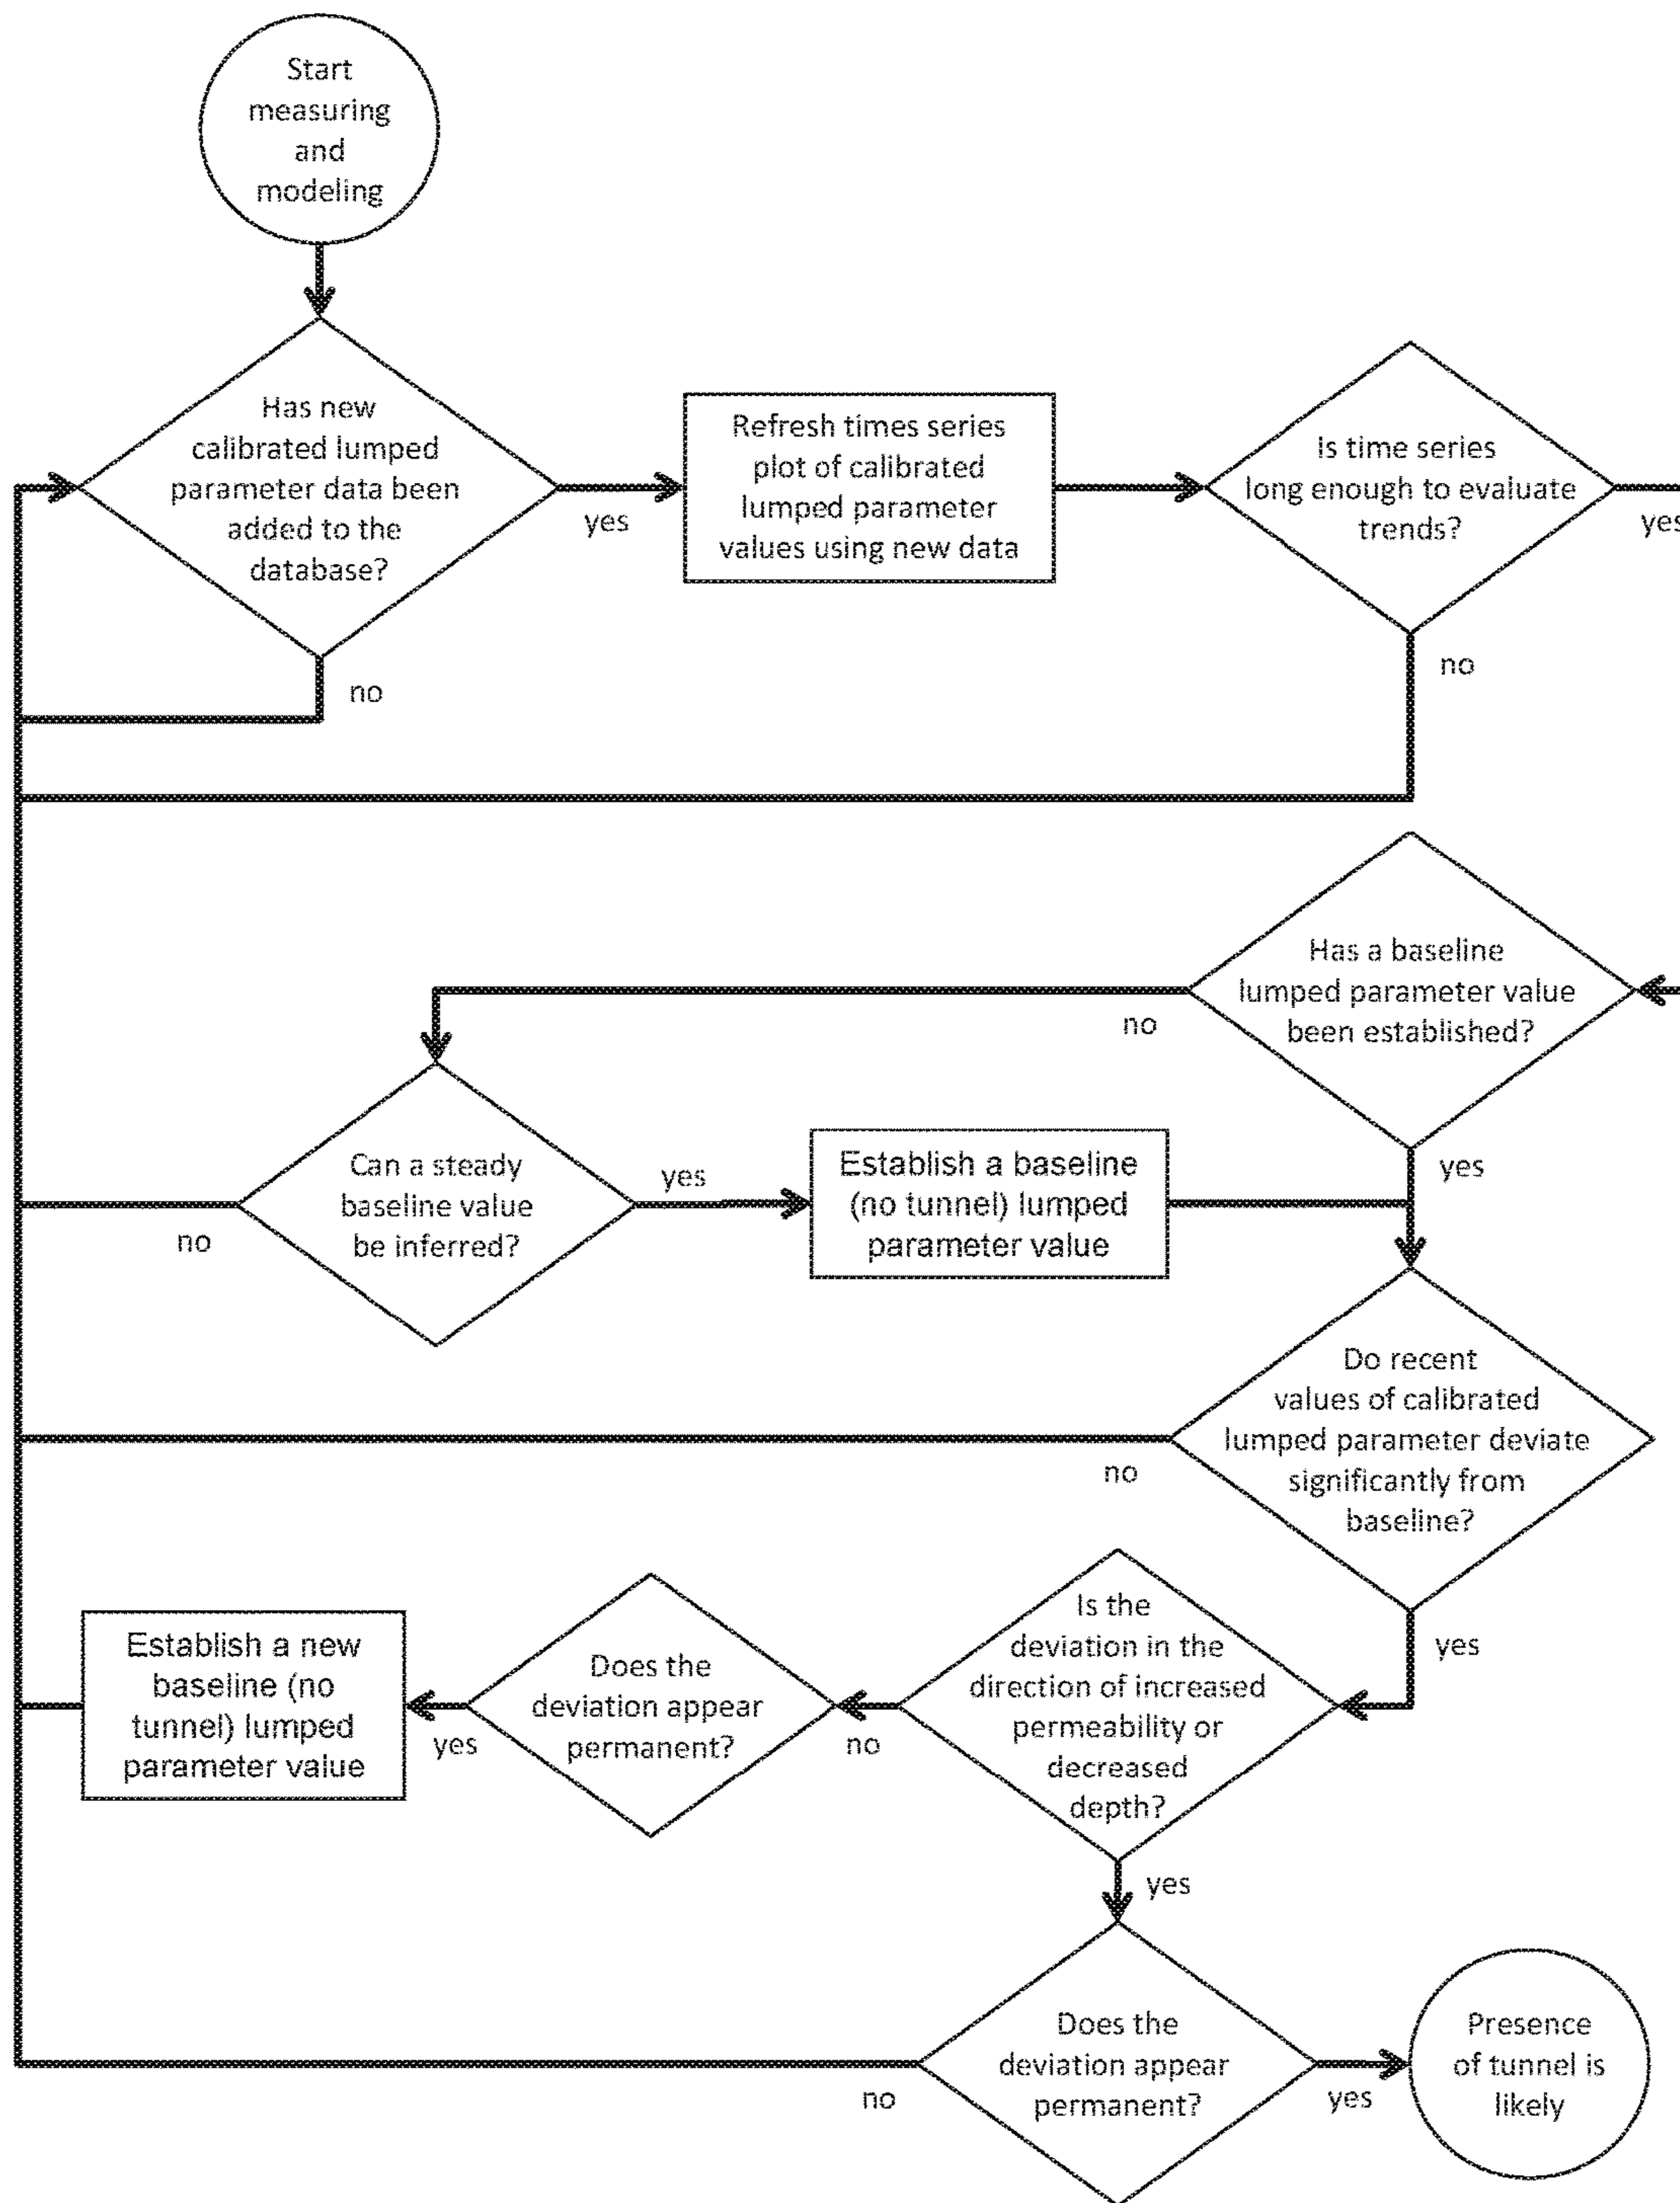 Start
measuring
and
modeling
Has new
calibrated lumped
parameter data been
added to the
database?
yes
no
Refresh times series
plot of calibrated
lumped parameter
values using new data
Is time series
long enough to evaluate
trends?
yes
no
Has a baseline
lumped parameter value
been established?
no
yes
Can a steady
baseline value
be inferred?
no
yes
Establish a baseline
(no tunnel) lumped
parameter value
Do recent
values of calibrated
lumped parameter deviate
significantly from
baseline?
no
yes
Is the
deviation in the
direction of increased
permeability or
decreased
depth?
no
yes
Does the
deviation appear
permanent?
yes
Establish a new
baseline (no
tunnel) lumped
parameter value
Does the
deviation appear
permanent?
no
yes
Presence
of tunnel is
likely